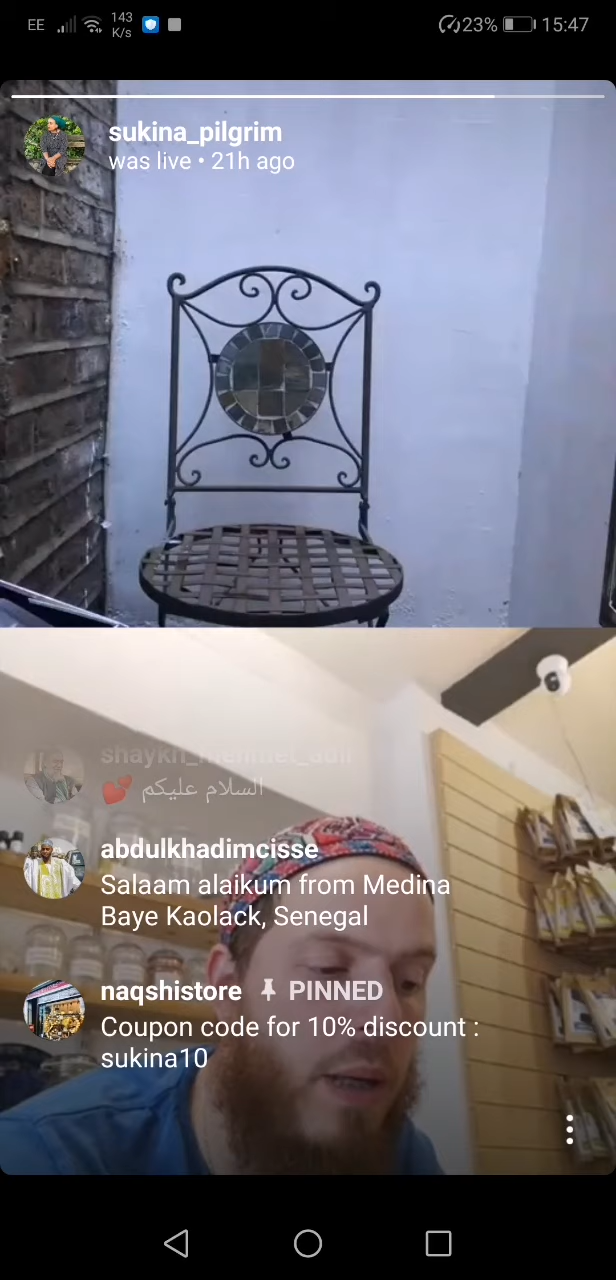 EE 143 K/s 23% 15:47
sukina_pilgrim
was live • 21h ago
shaykh_mehmet_adil
السلام عليكم
abdulkhadimcisse
Salaam alaikum from Medina
Baye Kaolack, Senegal
naqshistore PINNED
Coupon code for 10% discount :
sukina10